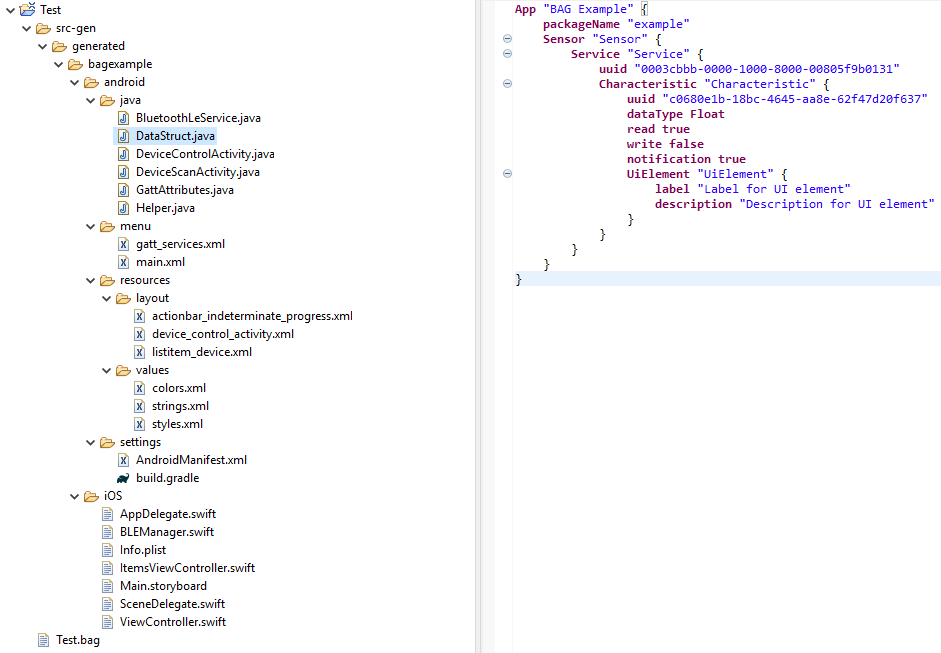 Test
src-gen
generated
bagexample
android
java
BluetoothLeService.java
DataStruct.java
DeviceControlActivity.java
DeviceScanActivity.java
GattAttributes.java
Helper.java
menu
gatt_services.xml
main.xml
resources
layout
actionbar_indeterminate_progress.xml
device_control_activity.xml
listitem_device.xml
values
colors.xml
strings.xml
styles.xml
settings
AndroidManifest.xml
build.gradle
iOS
AppDelegate.swift
BLEManager.swift
Info.plist
ItemsViewController.swift
Main.storyboard
SceneDelegate.swift
ViewController.swift
Test.bag
App "BAG Example" {
packageName "example"
Sensor "Sensor" {
Service "Service" {
uuid "0003cbbb-0000-1000-8000-00805f9b0131"
Characteristic "Characteristic" {
uuid "c0680e1b-18bc-4645-aa8e-62f47d20f637"
dataType Float
read true
write false
notification true
UiElement "UiElement" {
label "Label for UI element"
description "Description for UI element"
}
}
}
}
}